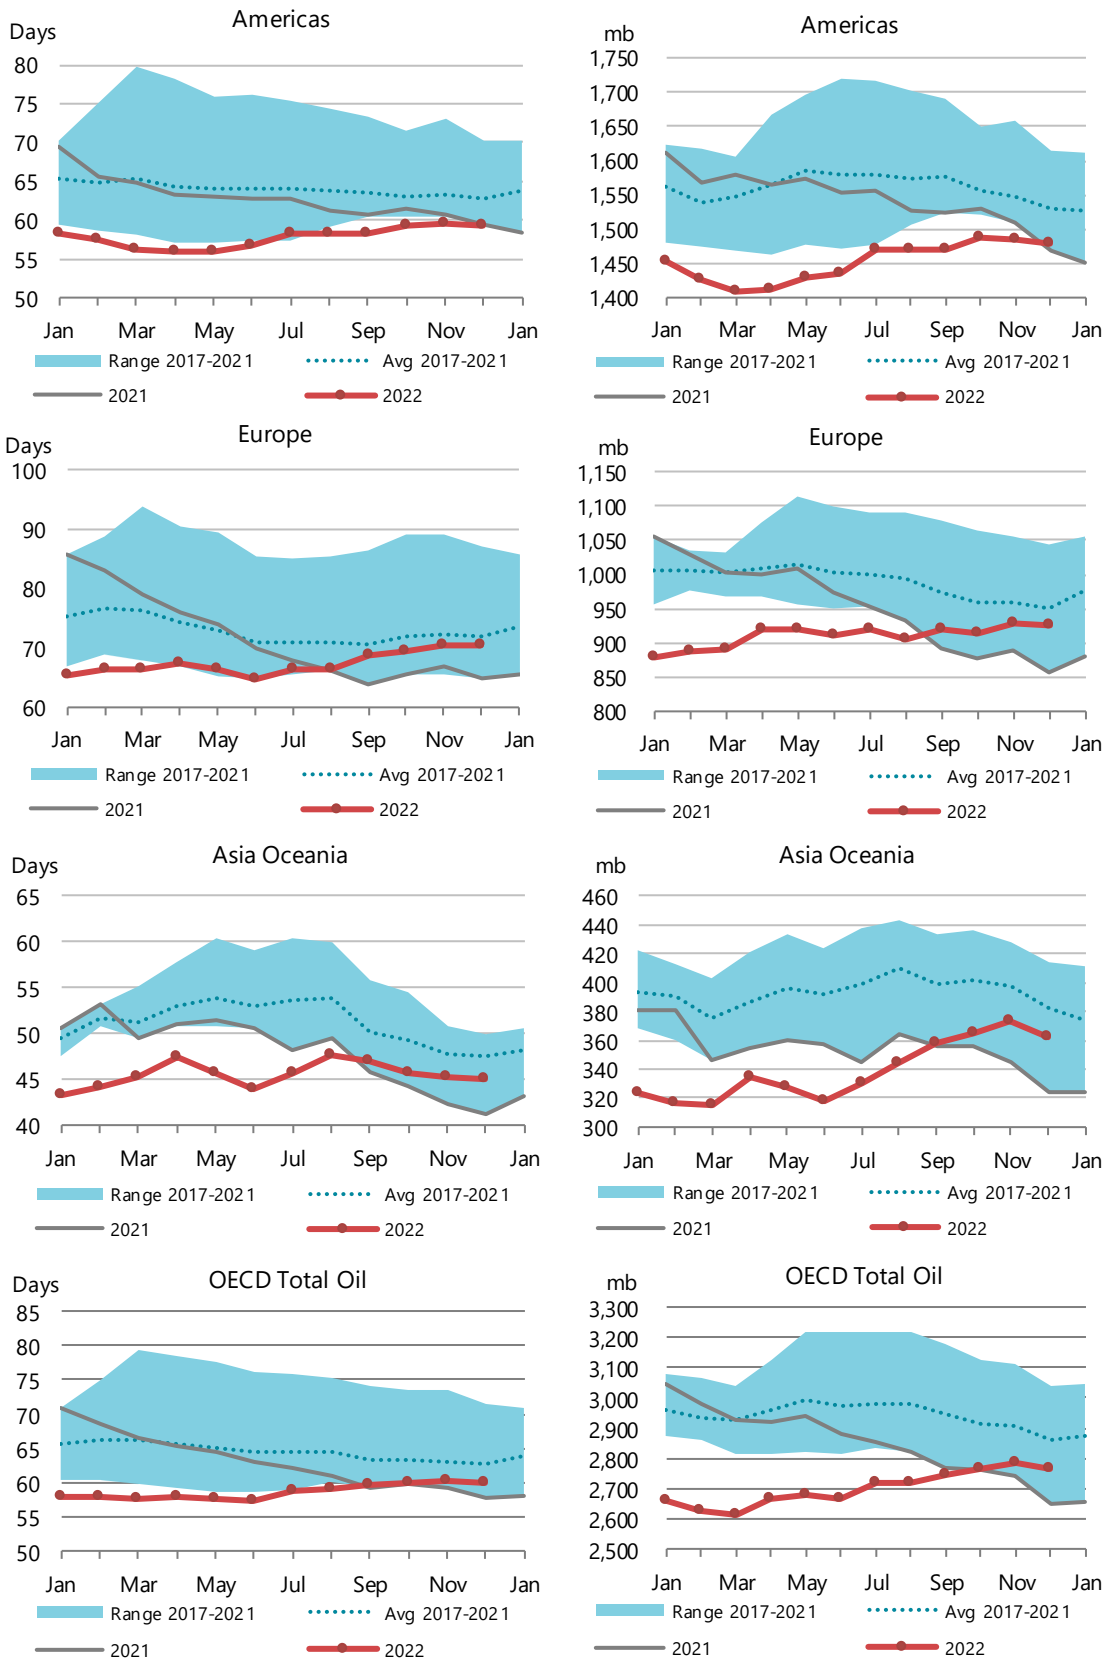 Americas
Days
80
75
70
65
60
55
50
Jan Mar May Jul Sep Nov Jan
Range 2017-2021 Avg 2017-2021
2021 2022
Americas
mb
1,750
1,700
1,650
1,600
1,550
1,500
1,450
1,400
Jan Mar May Jul Sep Nov Jan
Range 2017-2021 Avg 2017-2021
2021 2022
Europe
Days
100
90
80
70
60
Jan Mar May Jul Sep Nov Jan
Range 2017-2021 Avg 2017-2021
2021 2022
Europe
mb
1,150
1,100
1,050
1,000
950
900
850
800
Jan Mar May Jul Sep Nov Jan
Range 2017-2021 Avg 2017-2021
2021 2022
Asia Oceania
Days
65
60
55
50
45
40
Jan Mar May Jul Sep Nov Jan
Range 2017-2021 Avg 2017-2021
2021 2022
Asia Oceania
mb
460
440
420
400
380
360
340
320
300
Jan Mar May Jul Sep Nov Jan
Range 2017-2021 Avg 2017-2021
2021 2022
OECD Total Oil
Days
85
80
75
70
65
60
55
50
Jan Mar May Jul Sep Nov Jan
Range 2017-2021 Avg 2017-2021
2021 2022
OECD Total Oil
mb
3,300
3,200
3,100
3,000
2,900
2,800
2,700
2,600
2,500
Jan Mar May Jul Sep Nov Jan
Range 2017-2021 Avg 2017-2021
2021 2022